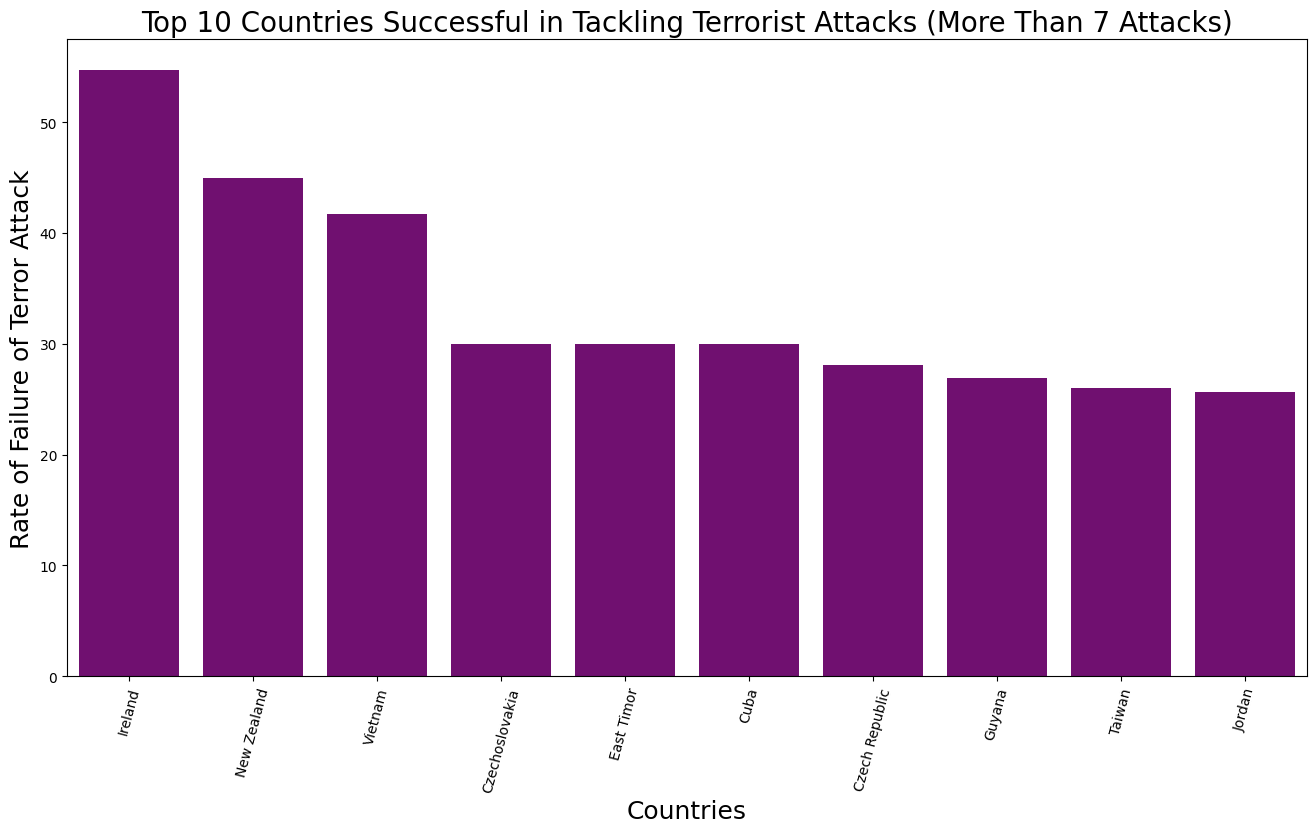 Top 10 Countries Successful in Tackling Terrorist Attacks (More Than 7 Attacks)
Rate of Failure of Terror Attack
50
40
30
20
10
0
Ireland
New Zealand
Vietnam
Czechoslovakia
East Timor
Cuba
Czech Republic
Guyana
Taiwan
Jordan
Countries